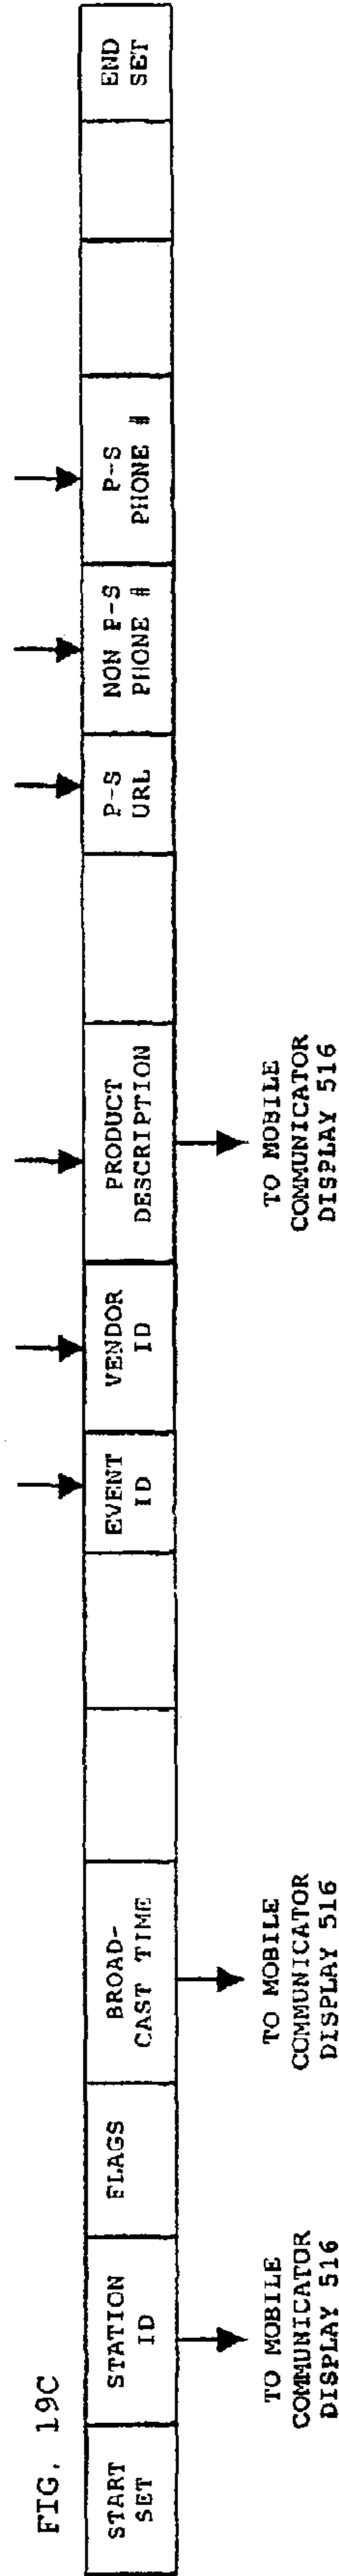 FIG. 19C
START
SET
STATION
ID
FLAGS
BROAD-
CAST TIME
EVENT
ID
VENDOR
ID
PRODUCT
DESCRIPTION
P-S
URL
NON P-S
PHONE #
P-S
PHONE #
END
SET
TO MOBILE
COMMUNICATOR
DISPLAY 516
TO MOBILE
COMMUNICATOR
DISPLAY 516
TO MOBILE
COMMUNICATOR
DISPLAY 516